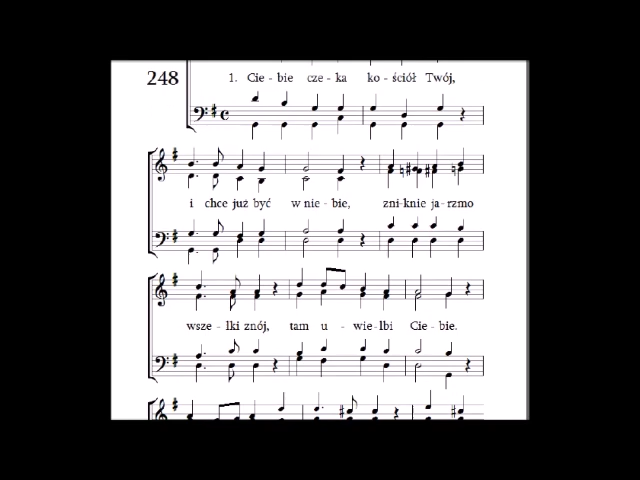 248
1. Cie - bie cze - ka ko - ściół Twój,
i chce już być w nie - bie, zni - knie ja - rzmo
wsze - lki znój, tam u - wie - lbi Cie - bie.